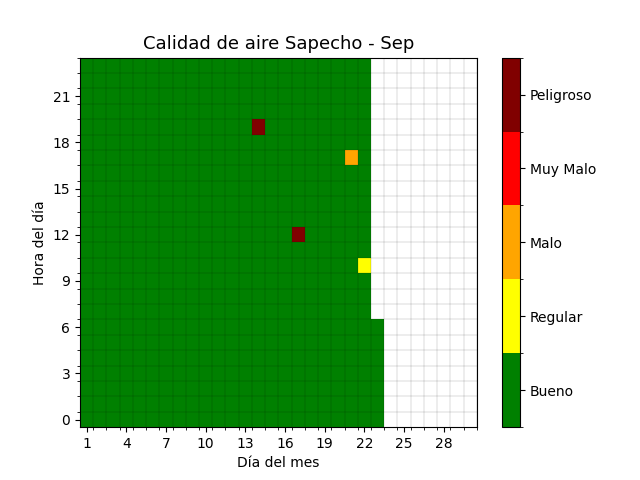 Calidad de aire Sapecho - Sep
Hora del día
21
18
15
12
9
6
3
0
1 4 7 10 13 16 19 22 25 28
Día del mes
Peligroso
Muy Malo
Malo
Regular
Bueno